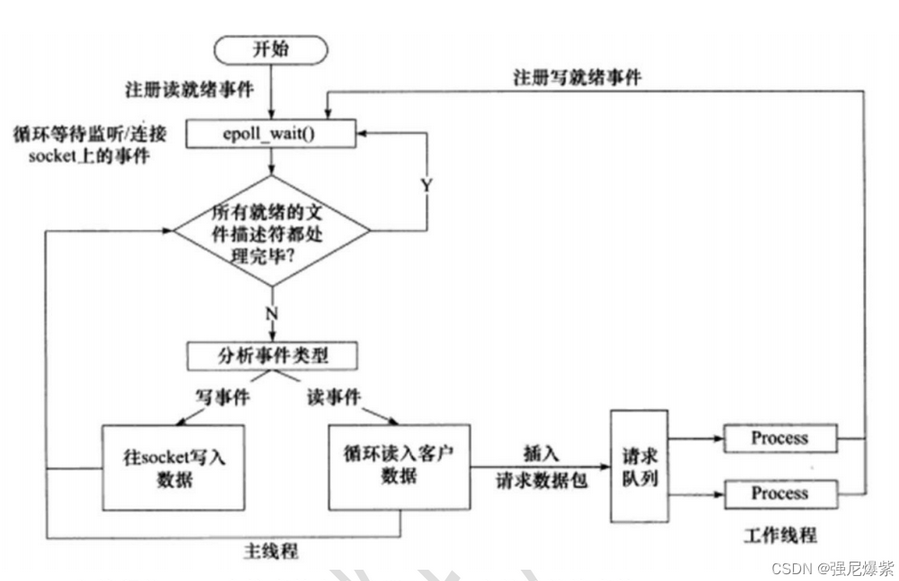 开始
注册读就绪事件
注册写就绪事件
循环等待监听/连接
socket上的事件
epoll_wait()
Y
所有就绪的文
件描述符都处
理完毕?
N
分析事件类型
写事件
读事件
往socket写入
数据
循环读入客户
数据
插入
请求数据包
请求
队列
Process
Process
主线程
工作线程
CSDN @强尼爆紫